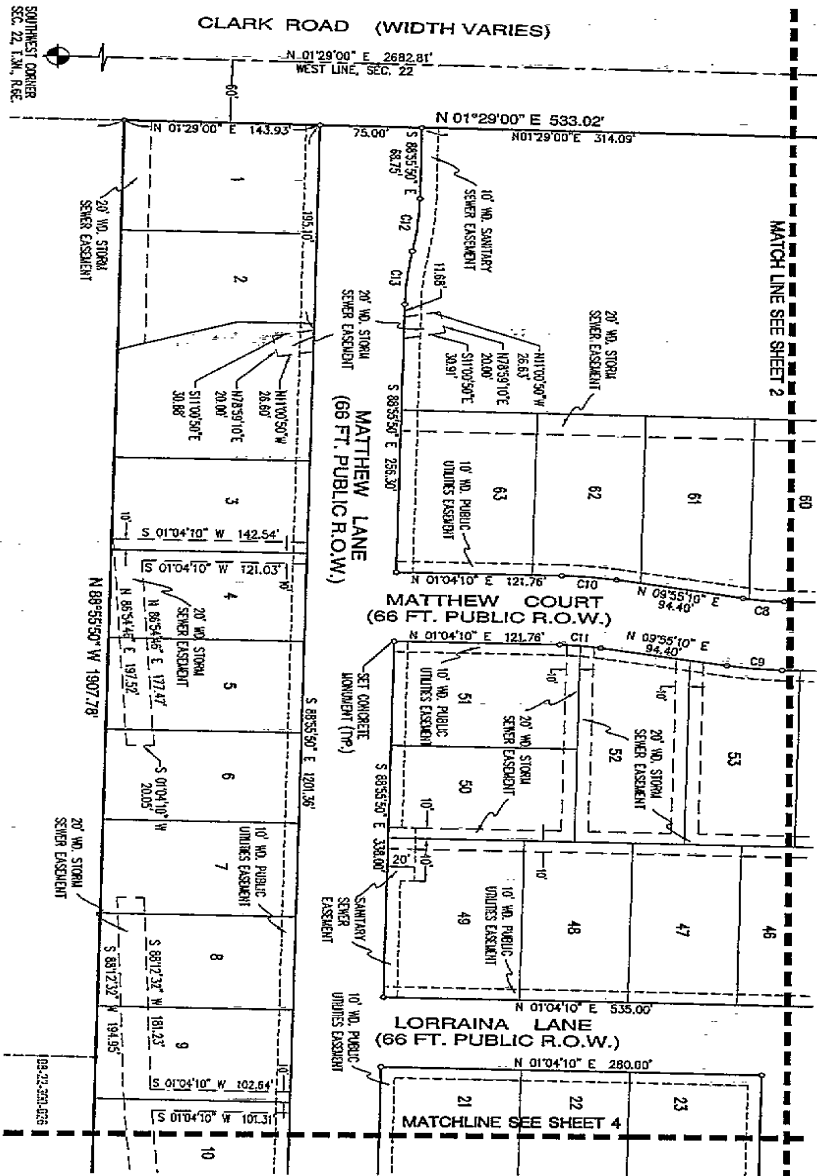 CLARK ROAD (WIDTH VARIES)
N 01°29'00" E 2682.81'
WEST LINE, SEC. 22
SOUTHWEST CORNER
SEC. 22, T.3N., R.6E.
60'
N 01°29'00" E 533.02'
N 01°29'00" E 143.93'
75.00'
N01°29'00"E 314.09'
MATCH LINE SEE SHEET 2
S 88°55'50" E
68.75'
C12
C13
11.68'
10' WD. SANITARY
SEWER EASEMENT
20' WD. STORM
SEWER EASEMENT
1
2
195.10'
20' WD. STORM
SEWER EASEMENT
N11°00'50"W
26.63'
N78°59'10"E
20.00'
S11°00'50"E
30.91'
20' WD. STORM
SEWER EASEMENT
N11°00'50"W
26.60'
N78°59'10"E
20.00'
S11°00'50"E
30.88'
MATTHEW LANE
(66 FT. PUBLIC R.O.W.)
S 88°55'50" E 256.30'
10' WD. PUBLIC
UTILITIES EASEMENT
63
62
61
60
3
10'
S 01°04'10" W 142.54'
S 01°04'10" W 121.03'
10'
4
20' WD. STORM
SEWER EASEMENT
N 86°54'46" E 177.47'
N 86°54'46" E 197.52'
N 88°55'50" W 1907.78'
5
S 88°55'50" E 1201.36'
6
S 01°04'10" W
20.05'
N 01°04'10" E 121.76'
C10
N 09°55'10" E
94.40'
C8
MATTHEW COURT
(66 FT. PUBLIC R.O.W.)
N 01°04'10" E 121.76'
C11
N 09°55'10" E
94.40'
C9
SET CONCRETE
MONUMENT (TYP.)
10' WD. PUBLIC
UTILITIES EASEMENT
51
10'
10'
20' WD. STORM
SEWER EASEMENT
52
20' WD. STORM
SEWER EASEMENT
53
50
S 88°55'50" E 338.00'
10'
10'
20'
10'
7
10' WD. PUBLIC
UTILITIES EASEMENT
20' WD. STORM
SEWER EASEMENT
SANITARY
SEWER
EASEMENT
49
10' WD. PUBLIC
UTILITIES EASEMENT
48
47
46
8
S 88°12'32" W 181.23'
S 88°12'32" W 194.95'
9
10' WD. PUBLIC
UTILITIES EASEMENT
N 01°04'10" E 535.00'
LORRAINA LANE
(66 FT. PUBLIC R.O.W.)
N 01°04'10" E 280.00'
S 01°04'10" W 102.64'
10'
S 01°04'10" W 101.31'
21
22
23
MATCHLINE SEE SHEET 4
10